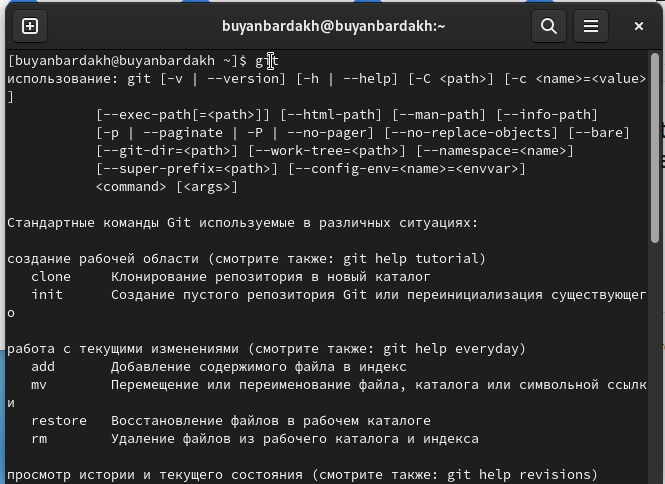 buyanbardakh@buyanbardakh:~
[buyanbardakh@buyanbardakh ~]$ git
использование: git [-v | --version] [-h | --help] [-C <path>] [-c <name>=<value>
]
[--exec-path[=<path>]] [--html-path] [--man-path] [--info-path]
[-p | --paginate | -P | --no-pager] [--no-replace-objects] [--bare]
[--git-dir=<path>] [--work-tree=<path>] [--namespace=<name>]
[--super-prefix=<path>] [--config-env=<name>=<envvar>]
<command> [<args>]
Стандартные команды Git используемые в различных ситуациях:
создание рабочей области (смотрите также: git help tutorial)
clone Клонирование репозитория в новый каталог
init Создание пустого репозитория Git или переинициализация существующег
о
работа с текущими изменениями (смотрите также: git help everyday)
add Добавление содержимого файла в индекс
mv Перемещение или переименование файла, каталога или символьной ссылк
и
restore Восстановление файлов в рабочем каталоге
rm Удаление файлов из рабочего каталога и индекса
просмотр истории и текущего состояния (смотрите также: git help revisions)